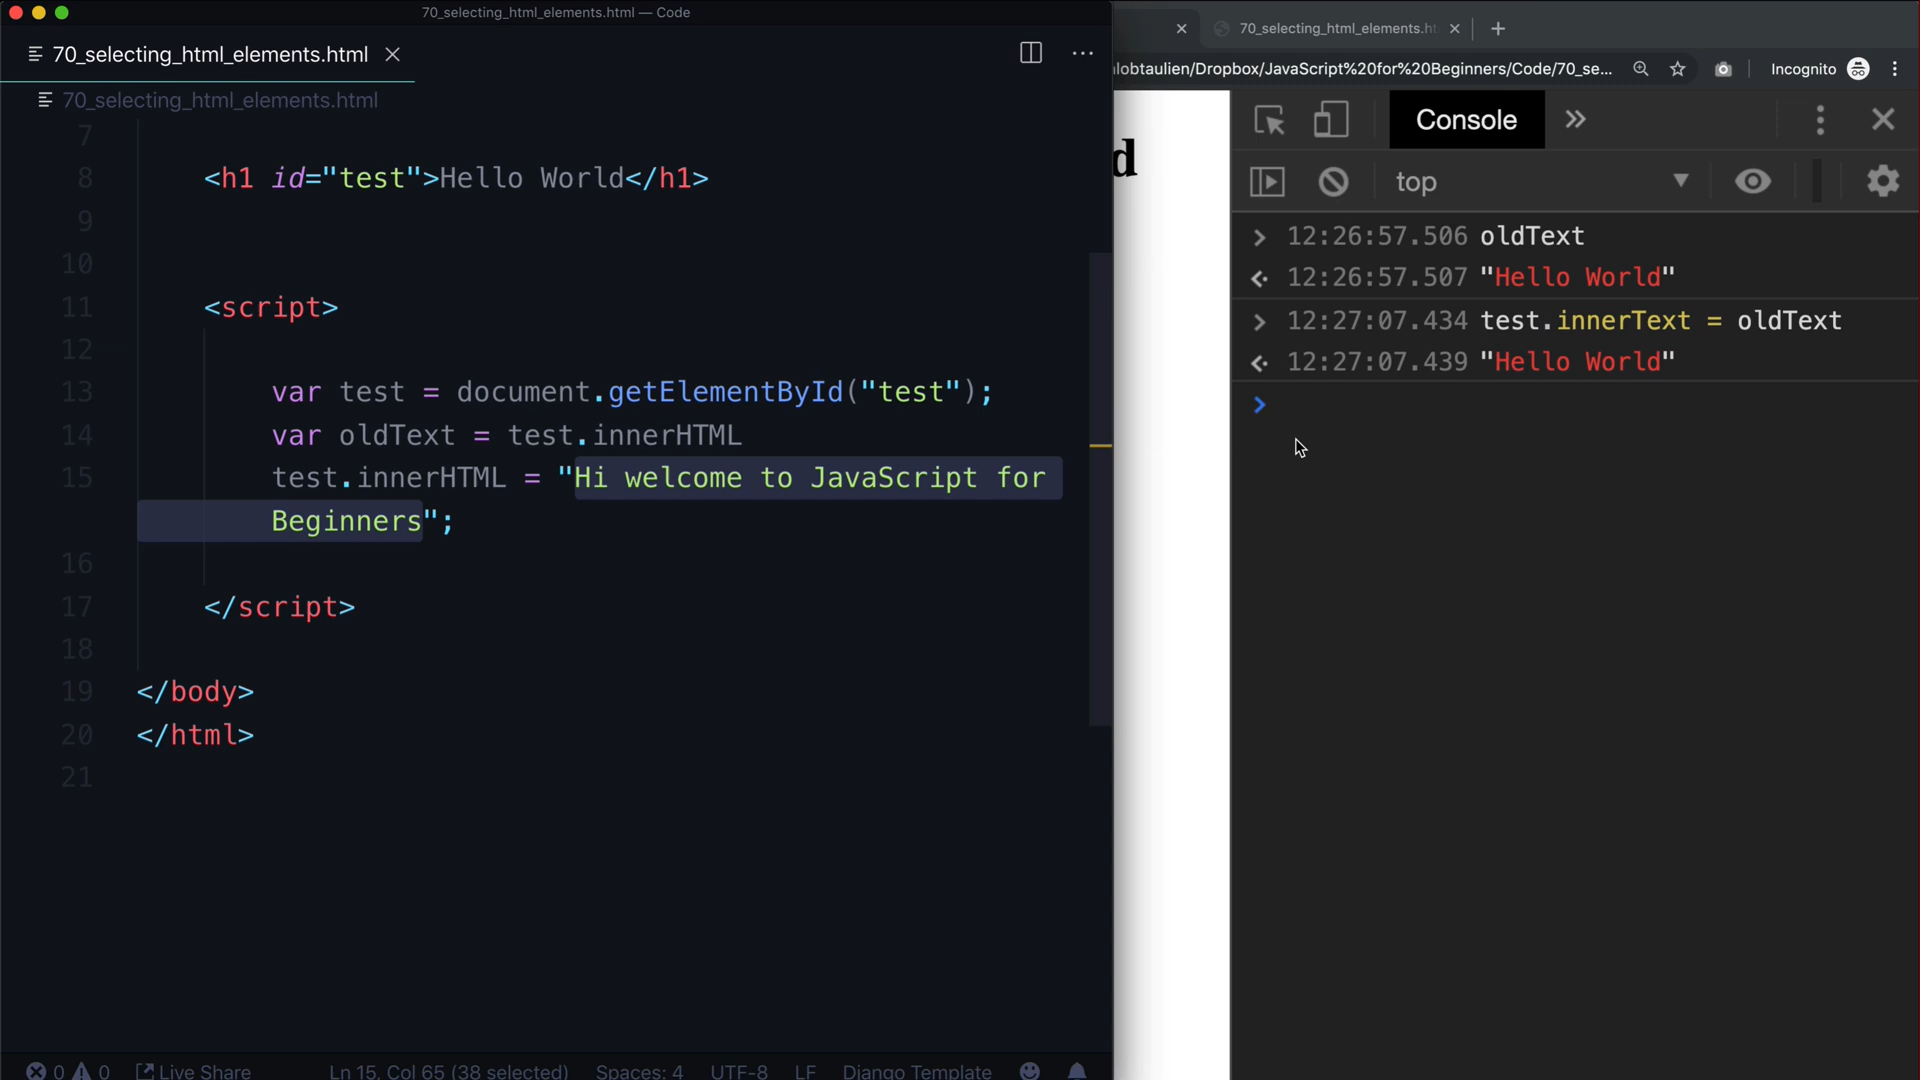 70_selecting_html_elements.html — Code
70_selecting_html_elements.html
70_selecting_html_elements.html
7
8 <h1 id="test">Hello World</h1>
9
10
11 <script>
12
13 var test = document.getElementById("test");
14 var oldText = test.innerHTML
15 test.innerHTML = "Hi welcome to JavaScript for
Beginners";
16
17 </script>
18
19 </body>
20 </html>
21
0 0 Live Share Ln 15, Col 65 (38 selected) Spaces: 4 UTF-8 LF Django Template
70_selecting_html_elements.ht
lobtaulien/Dropbox/JavaScript%20for%20Beginners/Code/70_se... Incognito
d
Console
top
12:26:57.506 oldText
12:26:57.507 "Hello World"
12:27:07.434 test.innerText = oldText
12:27:07.439 "Hello World"